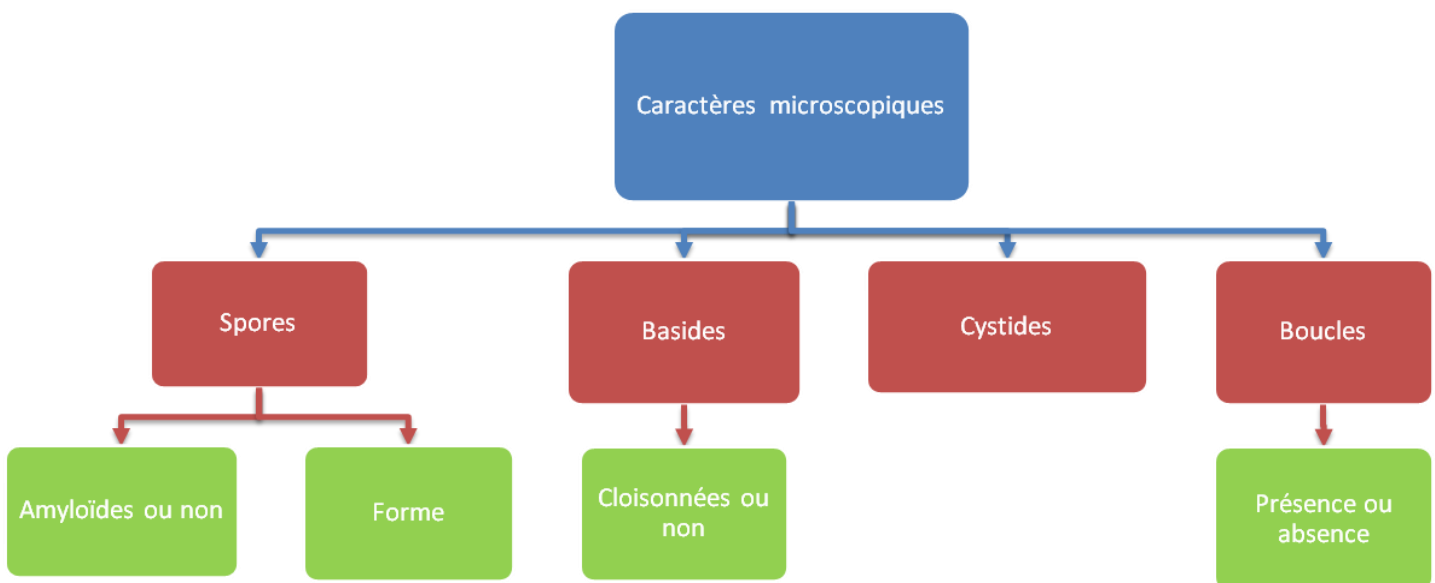 Caractères microscopiques
Spores
Basides
Cystides
Boucles
Amyloïdes ou non
Forme
Cloisonnées ou
non
Présence ou
absence